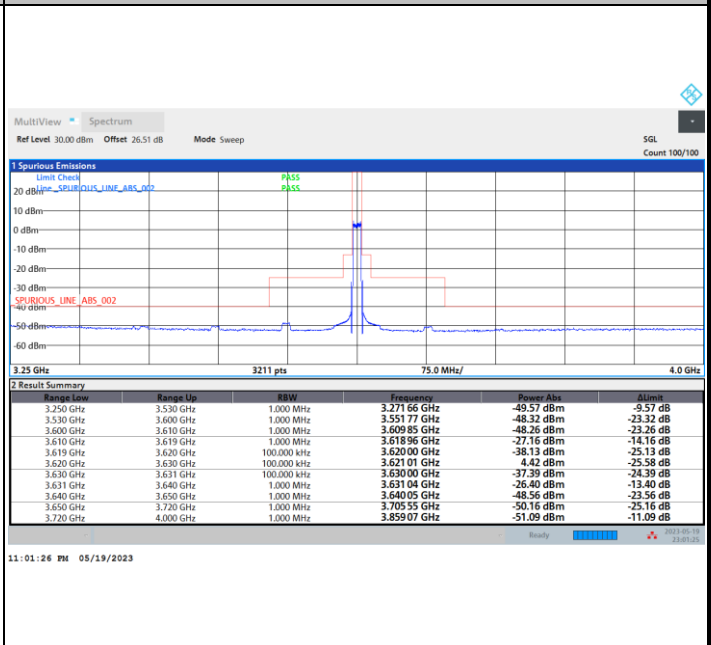 MultiView Spectrum
Ref Level 30.00 dBm Offset 26.51 dB Mode Sweep SGL
Count 100/100
1 Spurious Emissions
Limit Check PASS
20 dBm Line _SPURIOUS_LINE_ABS_002 PASS
10 dBm
0 dBm
-10 dBm
-20 dBm
-30 dBm
SPURIOUS_LINE_ABS_002
-40 dBm
-50 dBm
-60 dBm
3.25 GHz 3211 pts 75.0 MHz/ 4.0 GHz
2 Result Summary
Range Low Range Up RBW Frequency Power Abs ΔLimit
3.250 GHz 3.530 GHz 1.000 MHz 3.271 66 GHz -49.57 dBm -9.57 dB
3.530 GHz 3.600 GHz 1.000 MHz 3.551 77 GHz -48.32 dBm -23.32 dB
3.600 GHz 3.610 GHz 1.000 MHz 3.609 85 GHz -48.26 dBm -23.26 dB
3.610 GHz 3.619 GHz 1.000 MHz 3.618 96 GHz -27.16 dBm -14.16 dB
3.619 GHz 3.620 GHz 100.000 kHz 3.620 00 GHz -38.13 dBm -25.13 dB
3.620 GHz 3.630 GHz 100.000 kHz 3.621 01 GHz 4.42 dBm -25.58 dB
3.630 GHz 3.631 GHz 100.000 kHz 3.630 00 GHz -37.39 dBm -24.39 dB
3.631 GHz 3.640 GHz 1.000 MHz 3.631 04 GHz -26.40 dBm -13.40 dB
3.640 GHz 3.650 GHz 1.000 MHz 3.640 05 GHz -48.56 dBm -23.56 dB
3.650 GHz 3.720 GHz 1.000 MHz 3.705 55 GHz -50.16 dBm -25.16 dB
3.720 GHz 4.000 GHz 1.000 MHz 3.859 07 GHz -51.09 dBm -11.09 dB
Ready 2023-05-19
23:01:25
11:01:26 PM 05/19/2023